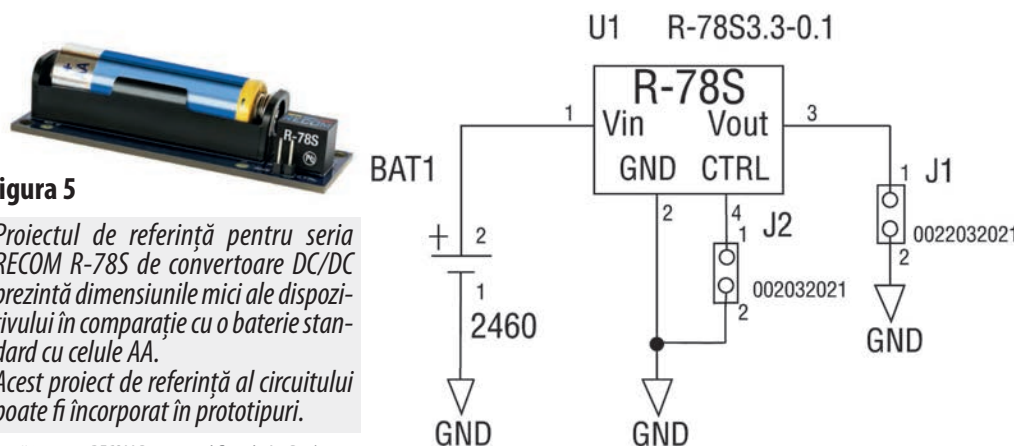 R-78S
igura 5
Proiectul de referință pentru seria
RECOM R-78S de convertoare DC/DC
prezintă dimensiunile mici ale dispozi-
tivului în comparație cu o baterie stan-
dard cu celule AA.
Acest proiect de referință al circuitului
poate fi încorporat în prototipuri.
U1 R-78S3.3-0.1
R-78S
1 Vin Vout 3
GND CTRL
BAT1
2 4
1 J2
1 J1
0022032021
2
+ 2
1
2460
002032021
2
GND
GND
GND